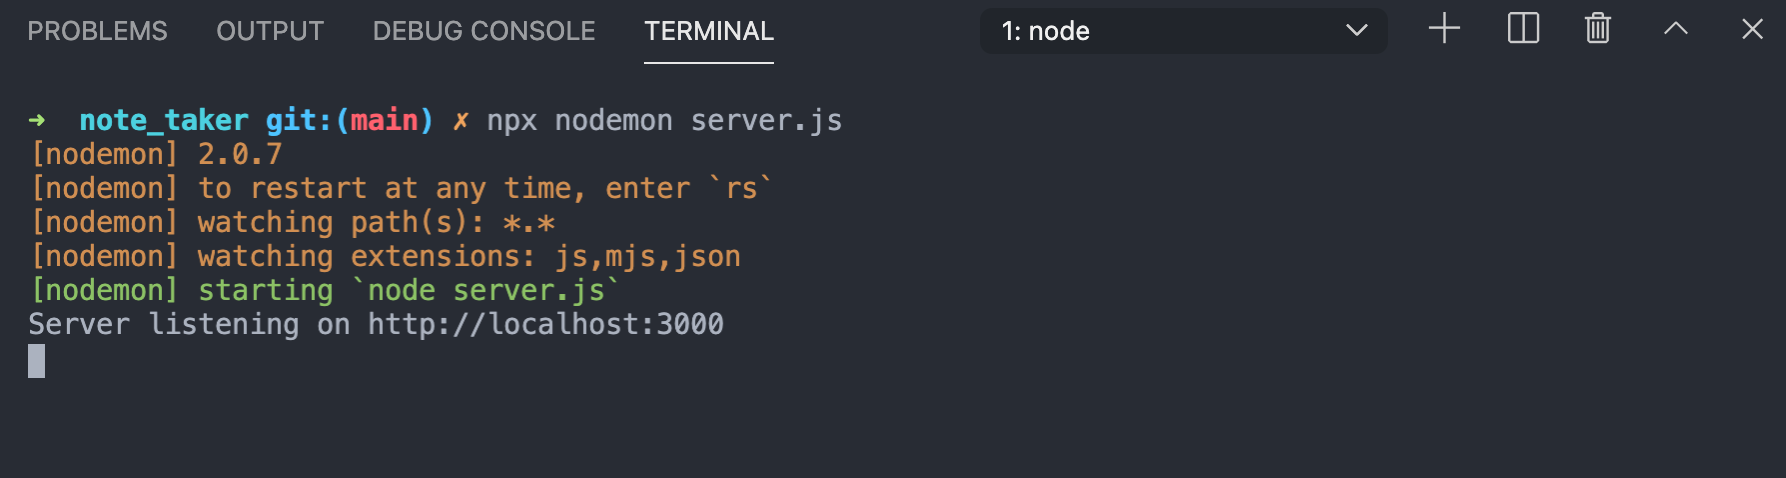 PROBLEMS OUTPUT DEBUG CONSOLE TERMINAL 1: node
➜ note_taker git:(main) ✗ npx nodemon server.js
[nodemon] 2.0.7
[nodemon] to restart at any time, enter `rs`
[nodemon] watching path(s): *.*
[nodemon] watching extensions: js,mjs,json
[nodemon] starting `node server.js`
Server listening on http://localhost:3000